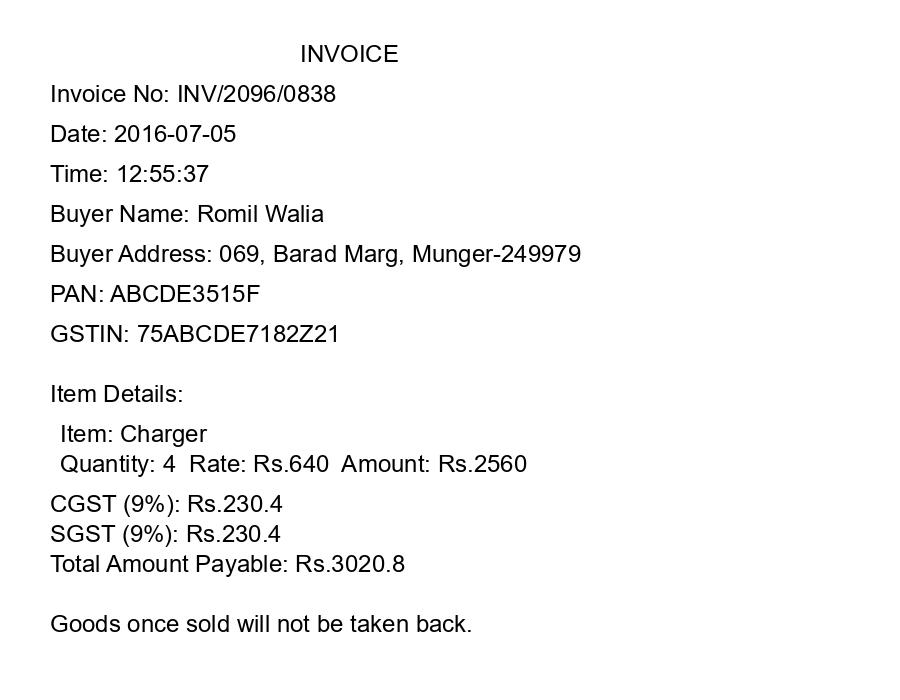 INVOICE
Invoice No: INV/2096/0838
Date: 2016-07-05
Time: 12:55:37
Buyer Name: Romil Walia
Buyer Address: 069, Barad Marg, Munger-249979
PAN: ABCDE3515F
GSTIN: 75ABCDE7182Z21
Item Details:
Item: Charger
Quantity: 4  Rate: Rs.640  Amount: Rs.2560
CGST (9%): Rs.230.4
SGST (9%): Rs.230.4
Total Amount Payable: Rs.3020.8
Goods once sold will not be taken back.